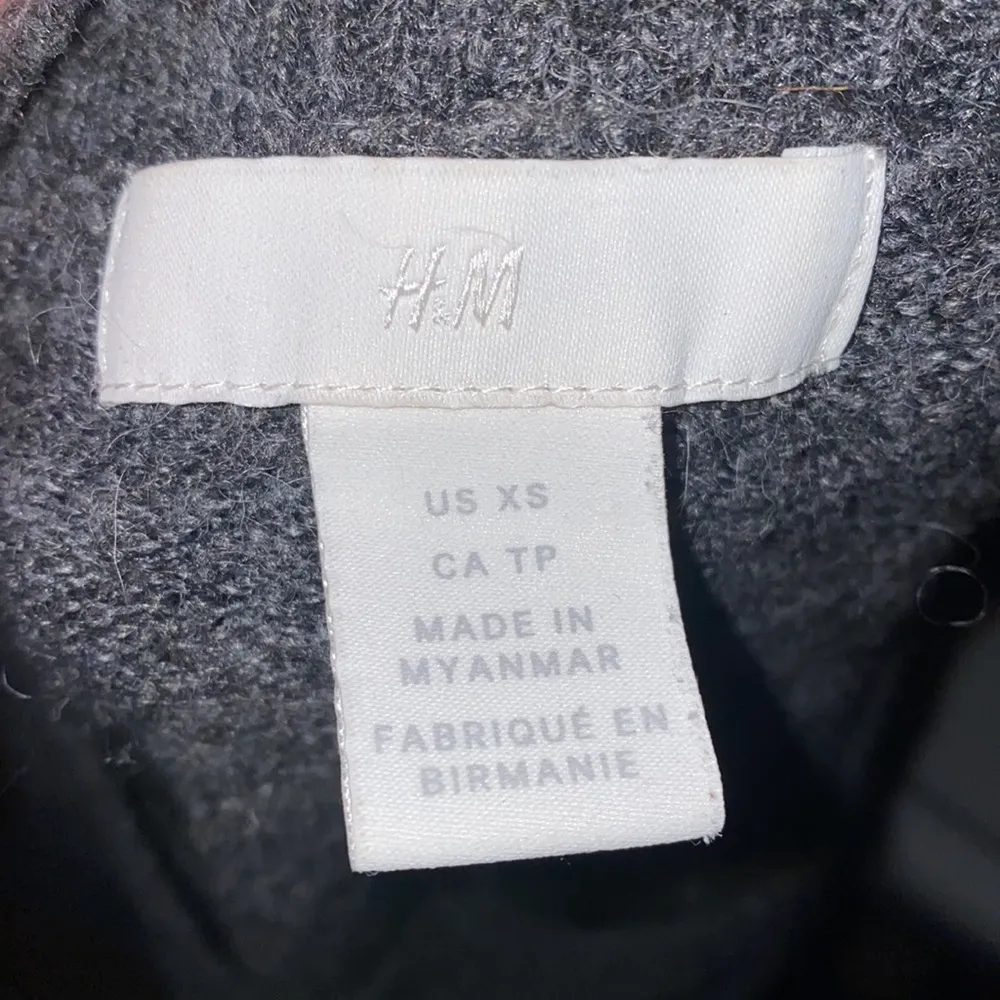 H&M
US XS
CA TP
MADE IN
MYANMAR
FABRIQUÉ EN
BIRMANIE